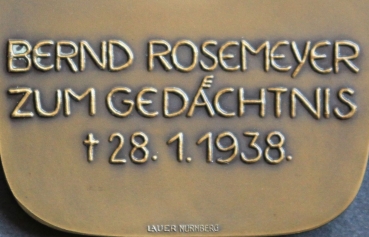 BERND ROSEMEYER
ZUM GEDÄCHTNIS
† 28. 1. 1938.
LAUER NÜRNBERG